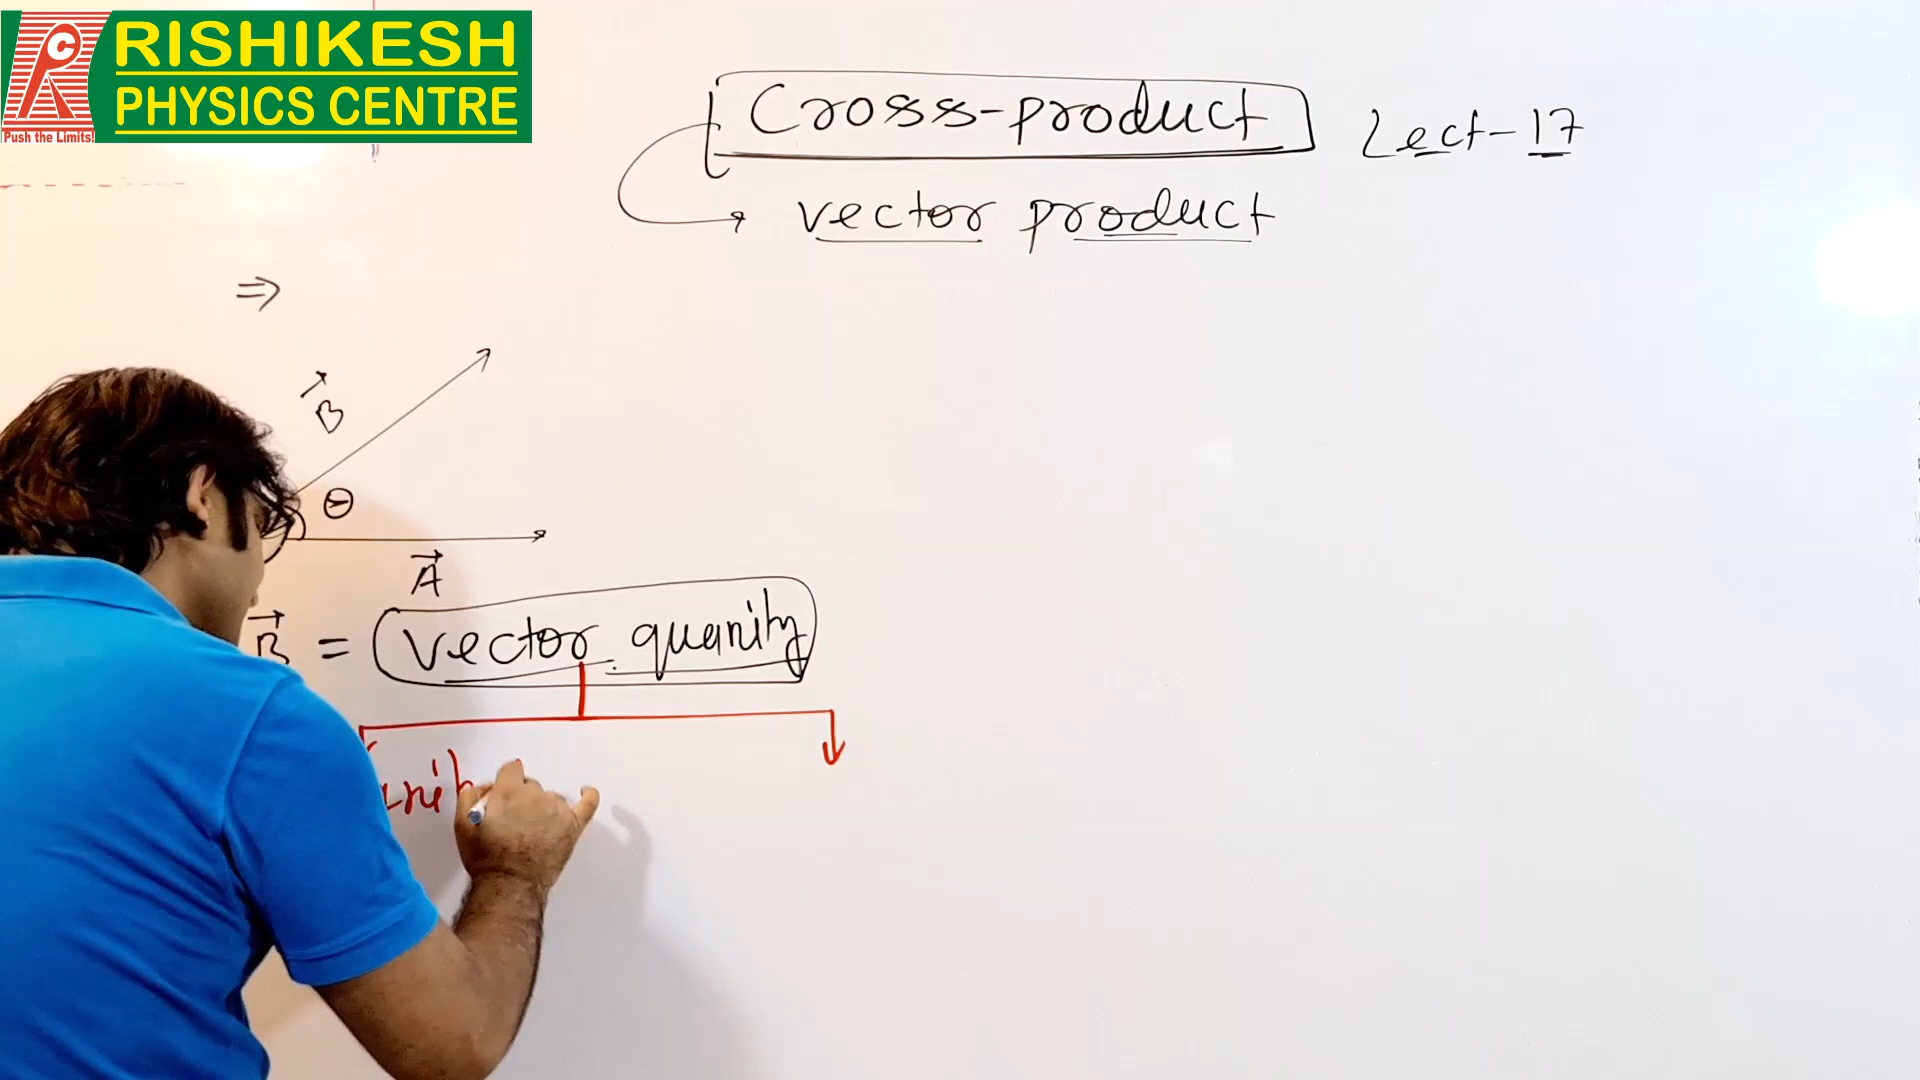 RISHIKESH
PHYSICS CENTRE
Push the Limits!
Cross-product
Lect-17
vector product
⇒
B
θ
A
B = vector quanity